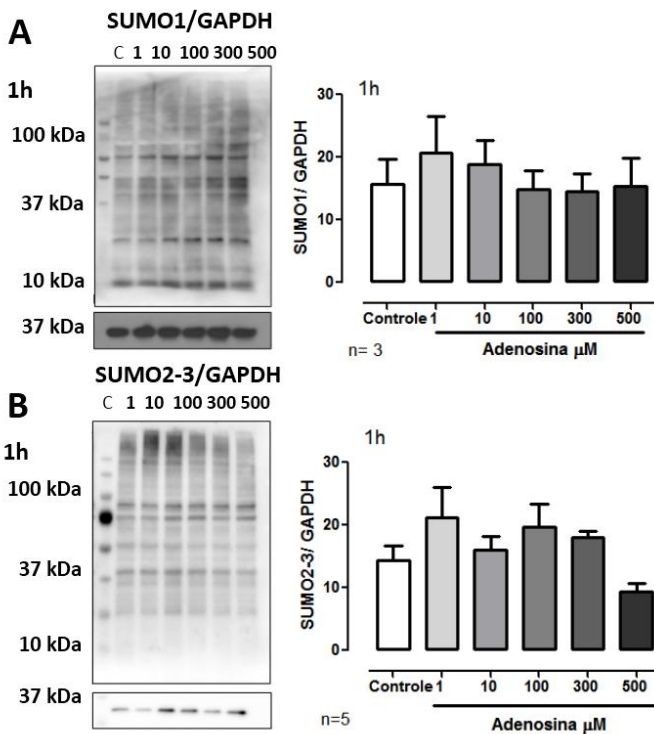 A
SUMO1/GAPDH
C 1 10 100 300 500
1h
100 kDa
37 kDa
10 kDa
37 kDa
30
20
10
0
SUMO1/ GAPDH
1h
Controle 1 10 100 300 500
Adenosina µM
n= 3
B
SUMO2-3/GAPDH
C 1 10 100 300 500
1h
100 kDa
37 kDa
10 kDa
37 kDa
30
20
10
0
SUMO2-3/ GAPDH
1h
Controle 1 10 100 300 500
Adenosina µM
n=5